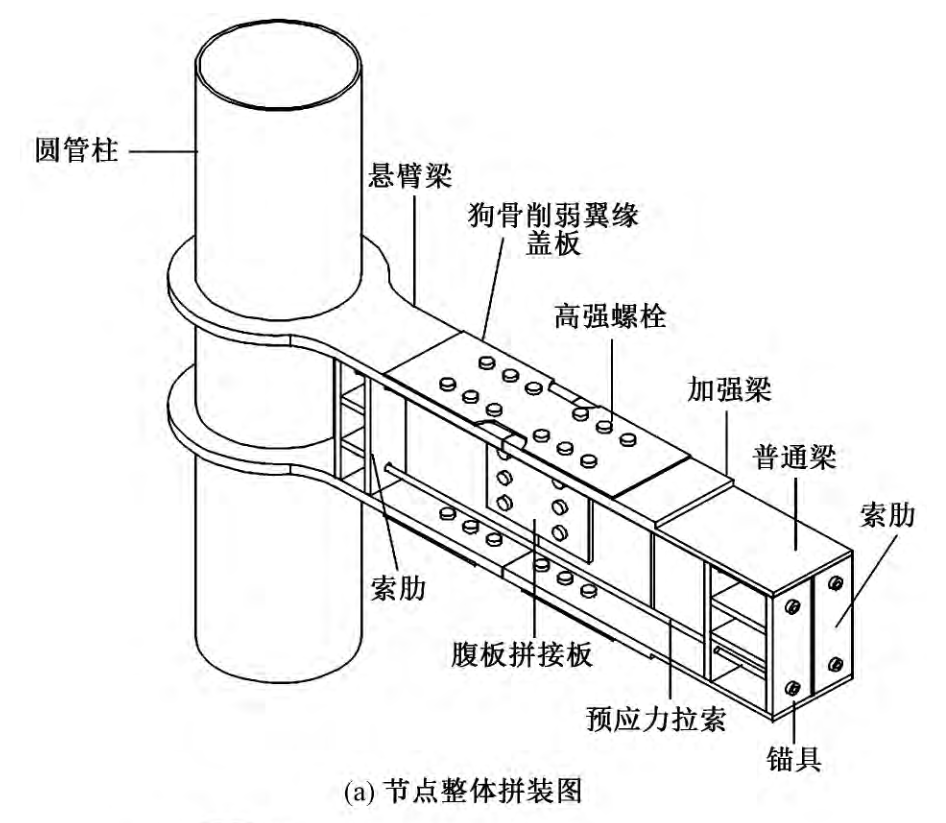 圆管柱
悬臂梁
狗骨削弱翼缘
盖板
高强螺栓
加强梁
普通梁
索肋
索肋
腹板拼接板
预应力拉索
锚具
(a) 节点整体拼装图